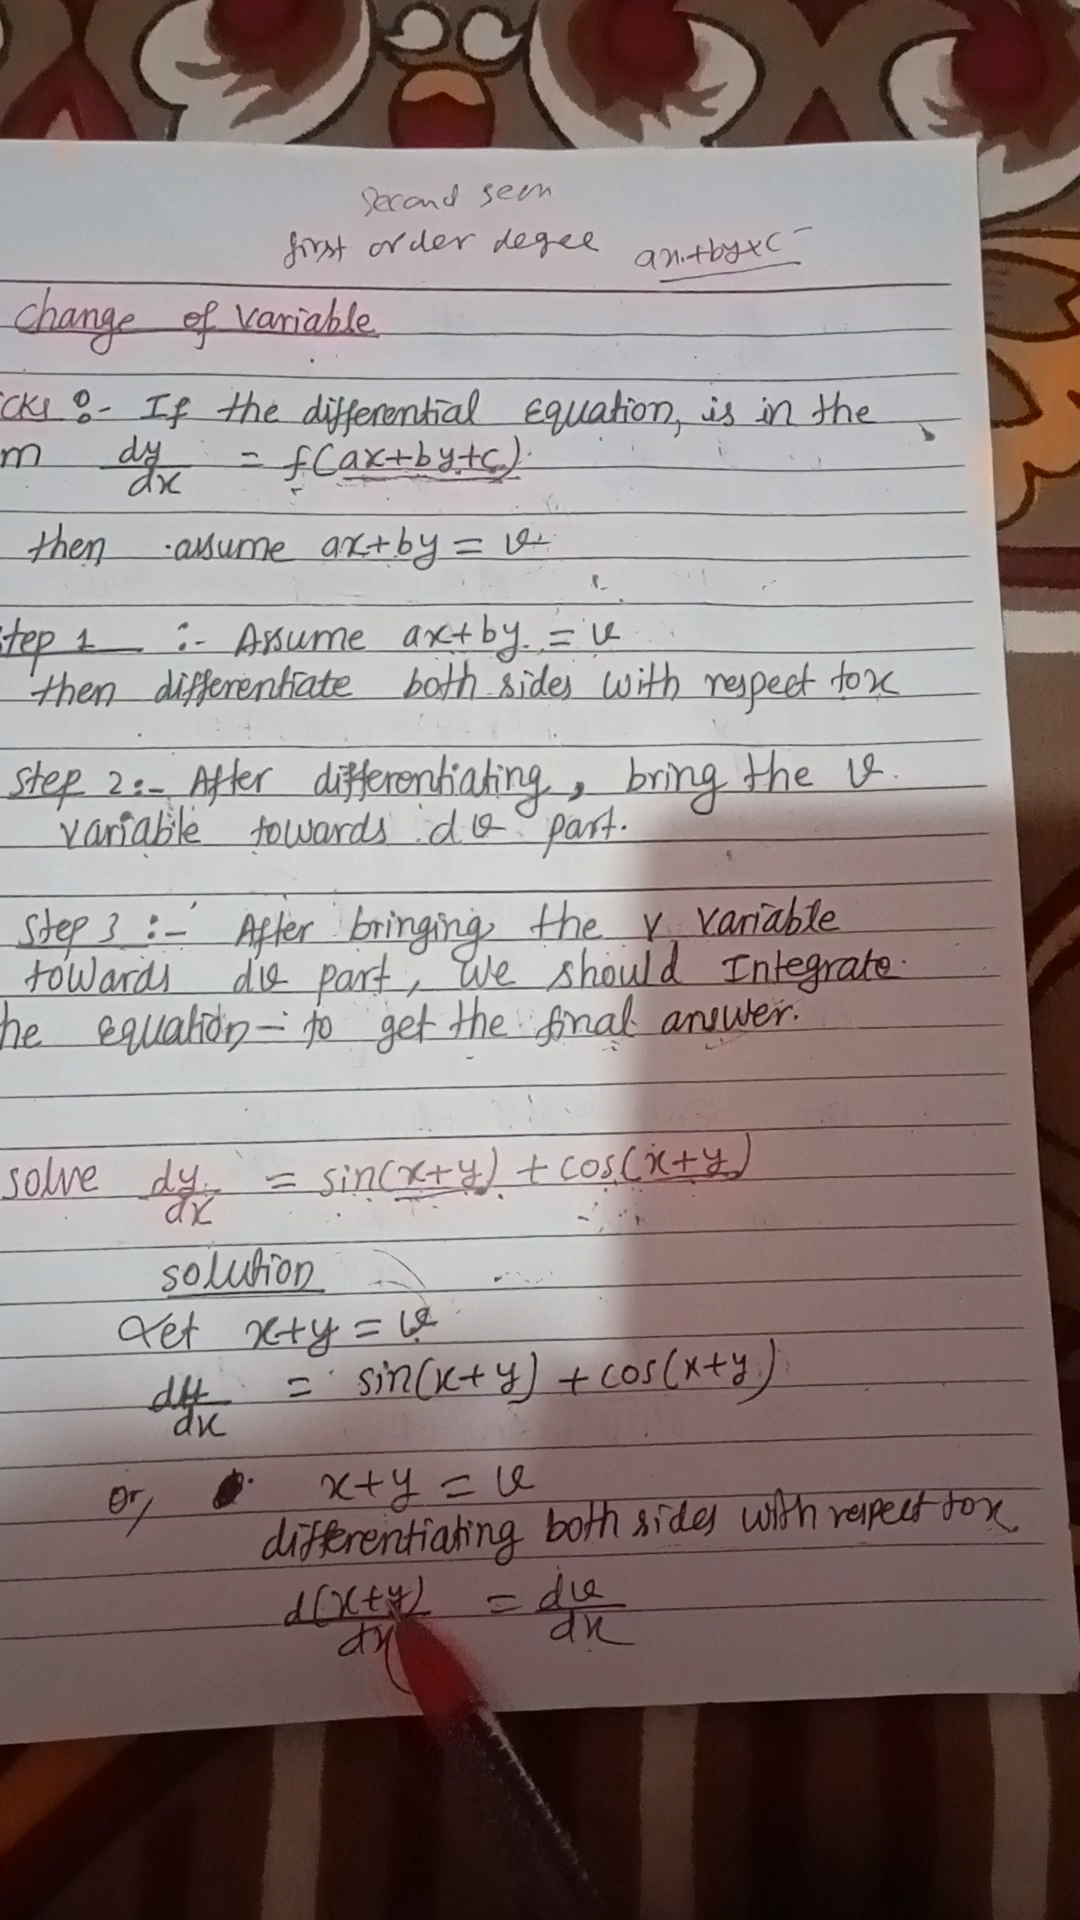 second sem
first order degee ax+by+c
change of variable
icks :- If the differential Equation, is in the
m dy/dx = f(ax+by+c)
then assume ax+by = v
step 1 :- Assume ax+by = v
then differentiate both sides with respect to x
Step 2:- After differentiating, bring the v
variable towards dv part.
Step 3 :- After bringing the v variable
towards dv part, we should Integrate
he equation - to get the final answer.
solve dy/dx = sin(x+y) + cos(x+y)
solution
Let x+y = v
dy/dx = sin(x+y) + cos(x+y)
or, x+y = v
differentiating both sides with respect to x
d(x+y)/dx = dv/dx